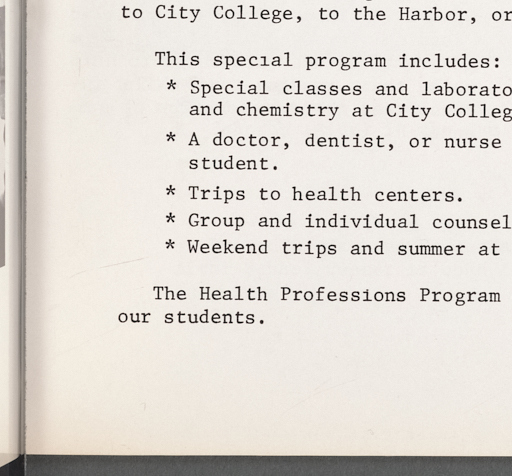 to City College, to the Harbor, or
This special program includes:
* Special classes and laborato
and chemistry at City Colleg
* A doctor, dentist, or nurse
student.
* Trips to health centers.
* Group and individual counsel
* Weekend trips and summer at
The Health Professions Program
our students.